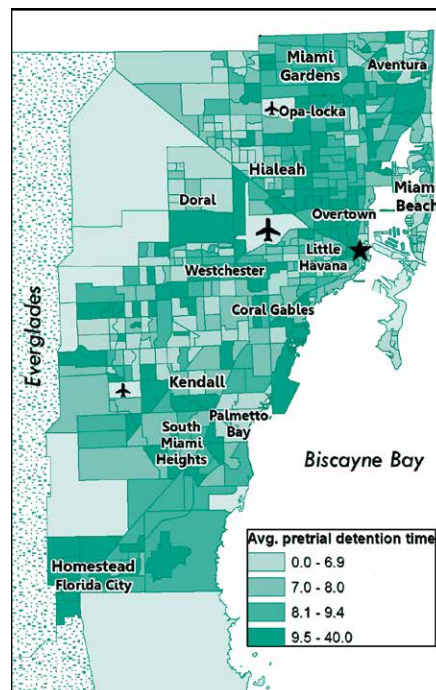 Miami
Gardens
Aventura
Opa-locka
Hialeah
Doral
Miami
Beach
Overtown
Little
Havana
Westchester
Coral Gables
Everglades
Kendall
Palmetto
Bay
South
Miami
Heights
Biscayne Bay
Homestead
Florida City
Avg. pretrial detention time
0.0 - 6.9
7.0 - 8.0
8.1 - 9.4
9.5 - 40.0